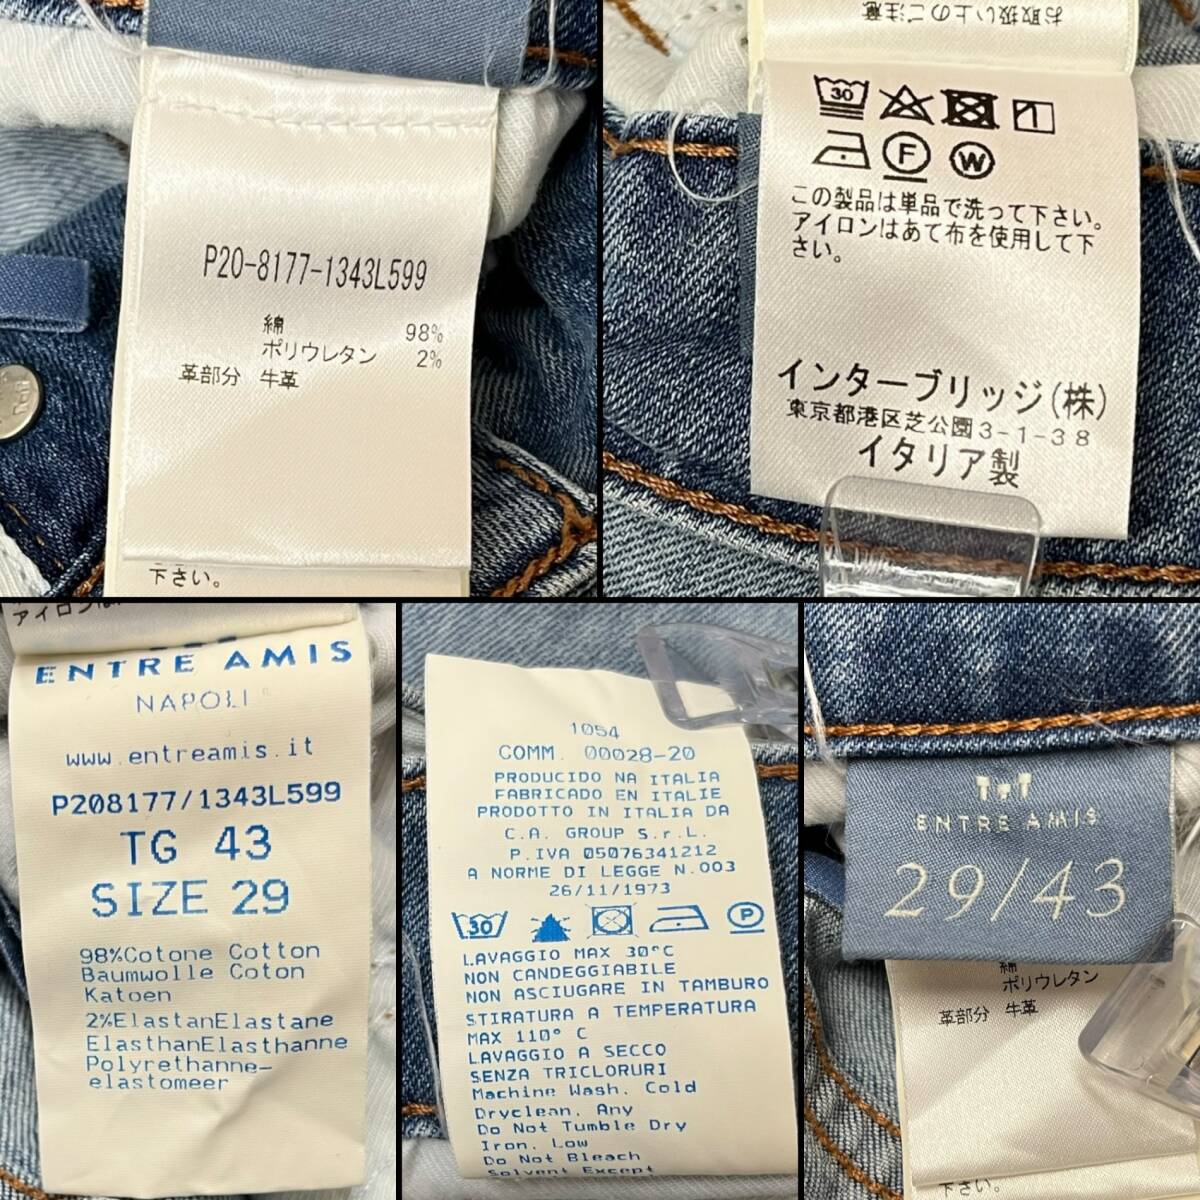 P20-8177-1343L599
綿 98%
ポリウレタン 2%
革部分 牛革
下さい。
お取扱い上のご注意
30
1
F
W
この製品は単品で洗って下さい。
アイロンはあて布を使用して下
さい。
インターブリッジ(株)
東京都港区芝公園3-1-38
イタリア製
ENTRE AMIS
NAPOLI
www.entreamis.it
P208177/1343L599
TG 43
SIZE 29
98%Cotone Cotton
Baumwolle Coton
Katoen
2%ElastanElastane
ElasthanElasthanne
Polyrethanne-
elastomeer
1054
COMM. 00028-20
PRODUCIDO NA ITALIA
FABRICADO EN ITALIE
PRODOTTO IN ITALIA DA
C.A. GROUP S.r.L.
P.IVA 05076341212
A NORME DI LEGGE N.003
26/11/1973
30
P
LAVAGGIO MAX 30°C
NON CANDEGGIABILE
NON ASCIUGARE IN TAMBURO
STIRATURA A TEMPERATURA
MAX 110° C
LAVAGGIO A SECCO
SENZA TRICLORURI
Machine Wash. Cold
Dryclean. Any
Do Not Tumble Dry
Iron. Low
Do Not Bleach
Solvent Except
ENTRE AMIS
29/43
綿
ポリウレタン
革部分 牛革
下さい。